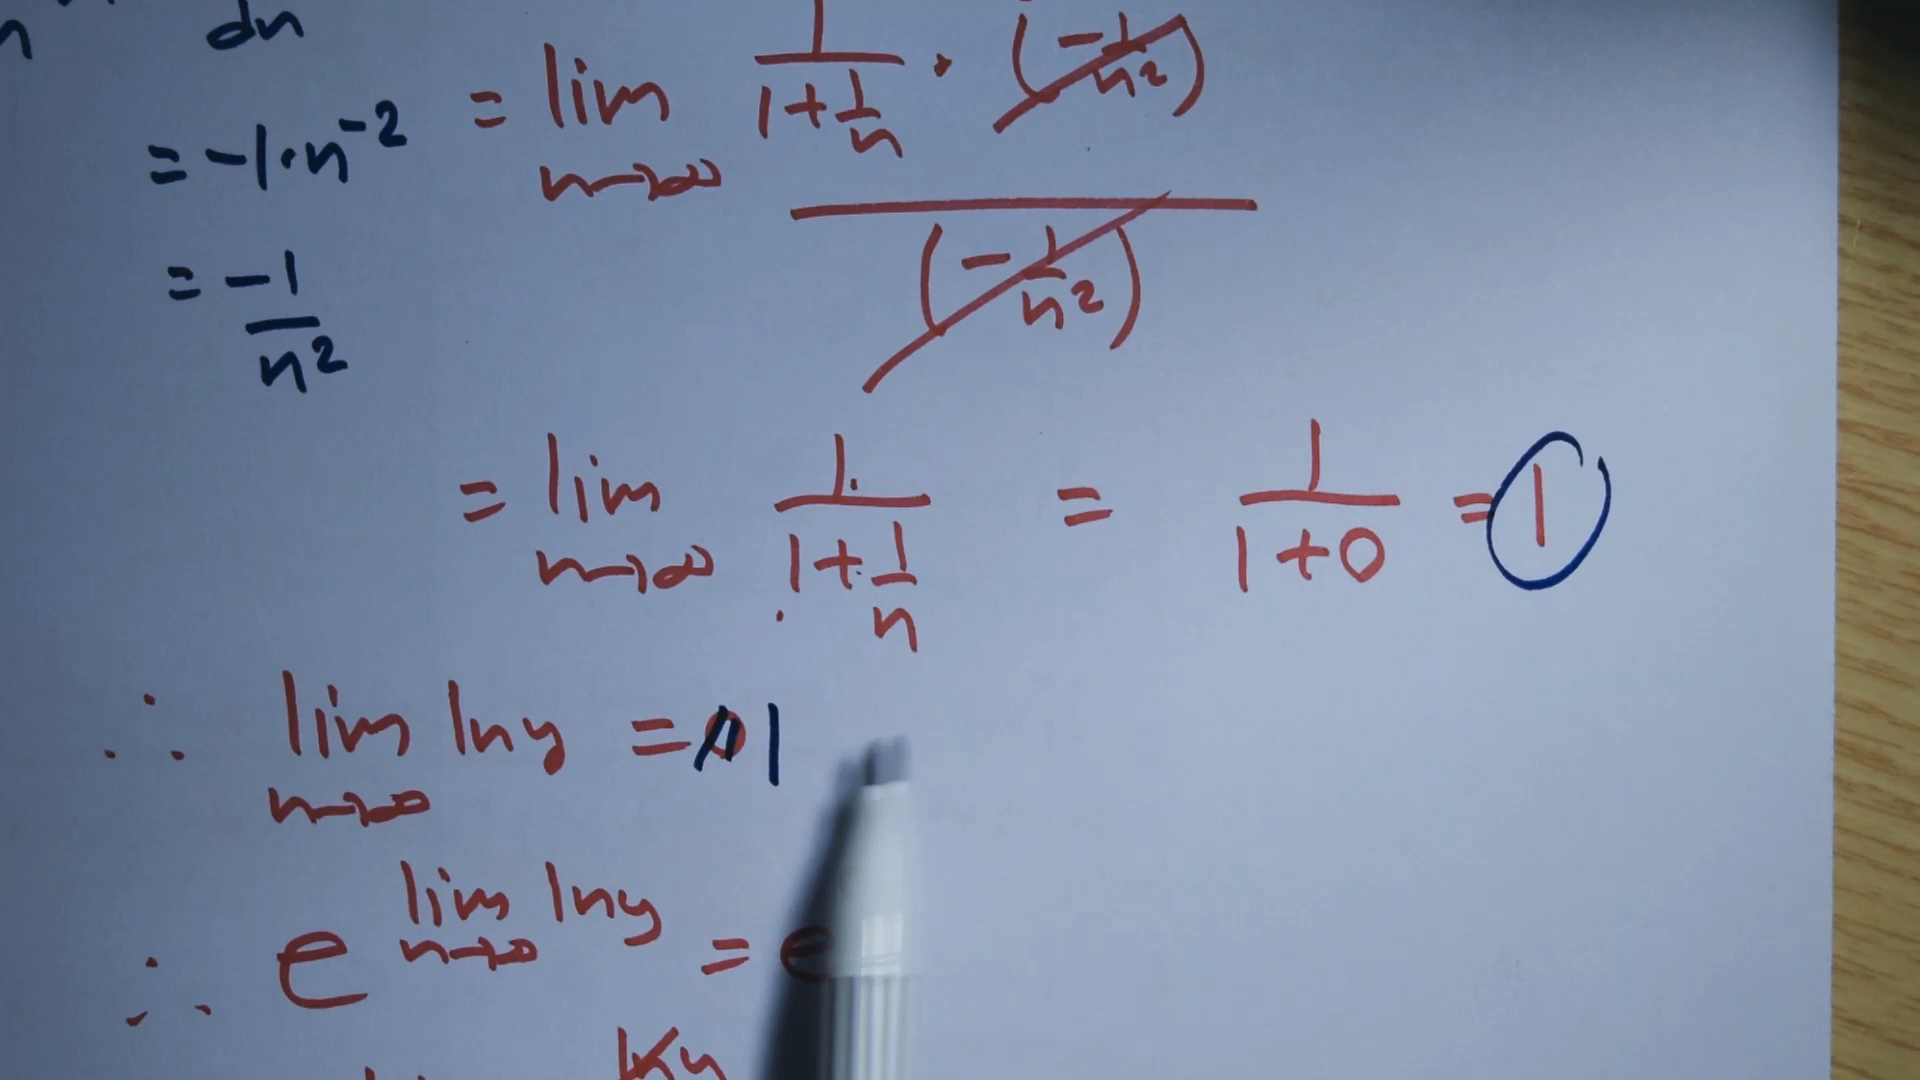 n dn
= -1·n⁻² = lim n→∞ 1/(1+1/n) · (-1/n²) / (-1/n²)
= -1/n²
= lim n→∞ 1/(1+1/n) = 1/(1+0) = 1
∴ lim n→∞ ln y = 1
∴ e^(lim n→∞ ln y) = e